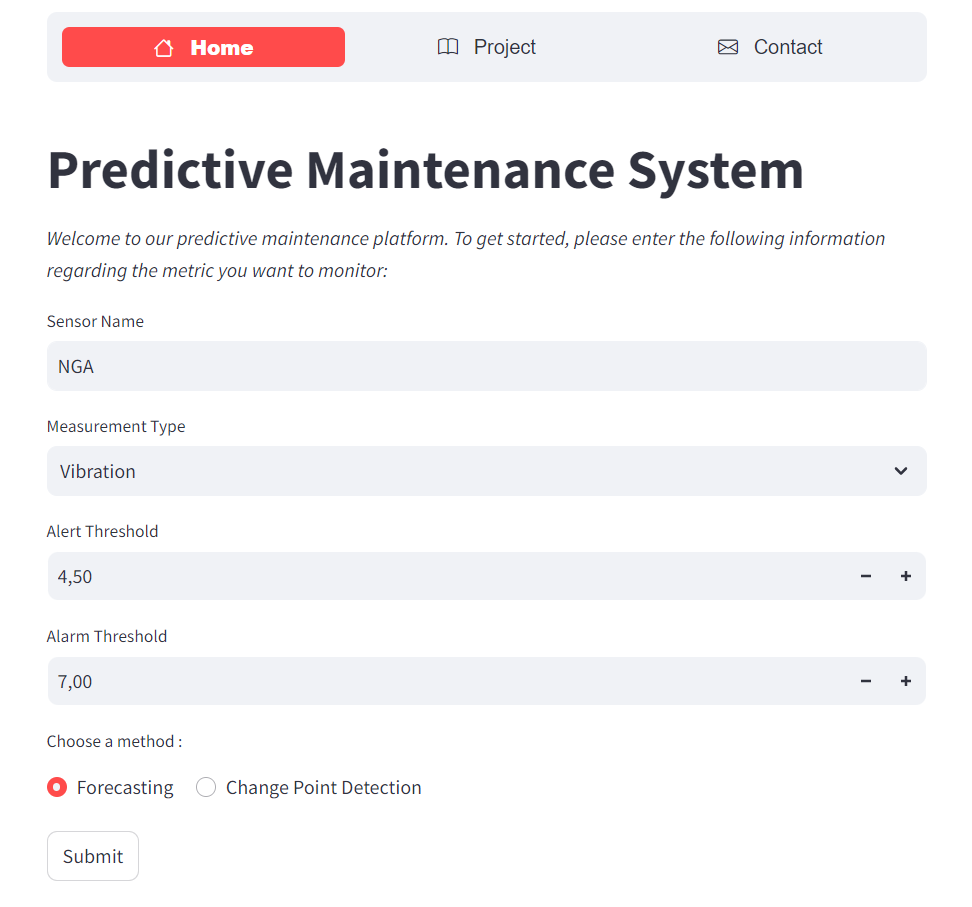 Home
Project
Contact
Predictive Maintenance System
Welcome to our predictive maintenance platform. To get started, please enter the following information
regarding the metric you want to monitor:
Sensor Name
NGA
Measurement Type
Vibration
Alert Threshold
4,50
Alarm Threshold
7,00
Choose a method :
Forecasting
Change Point Detection
Submit